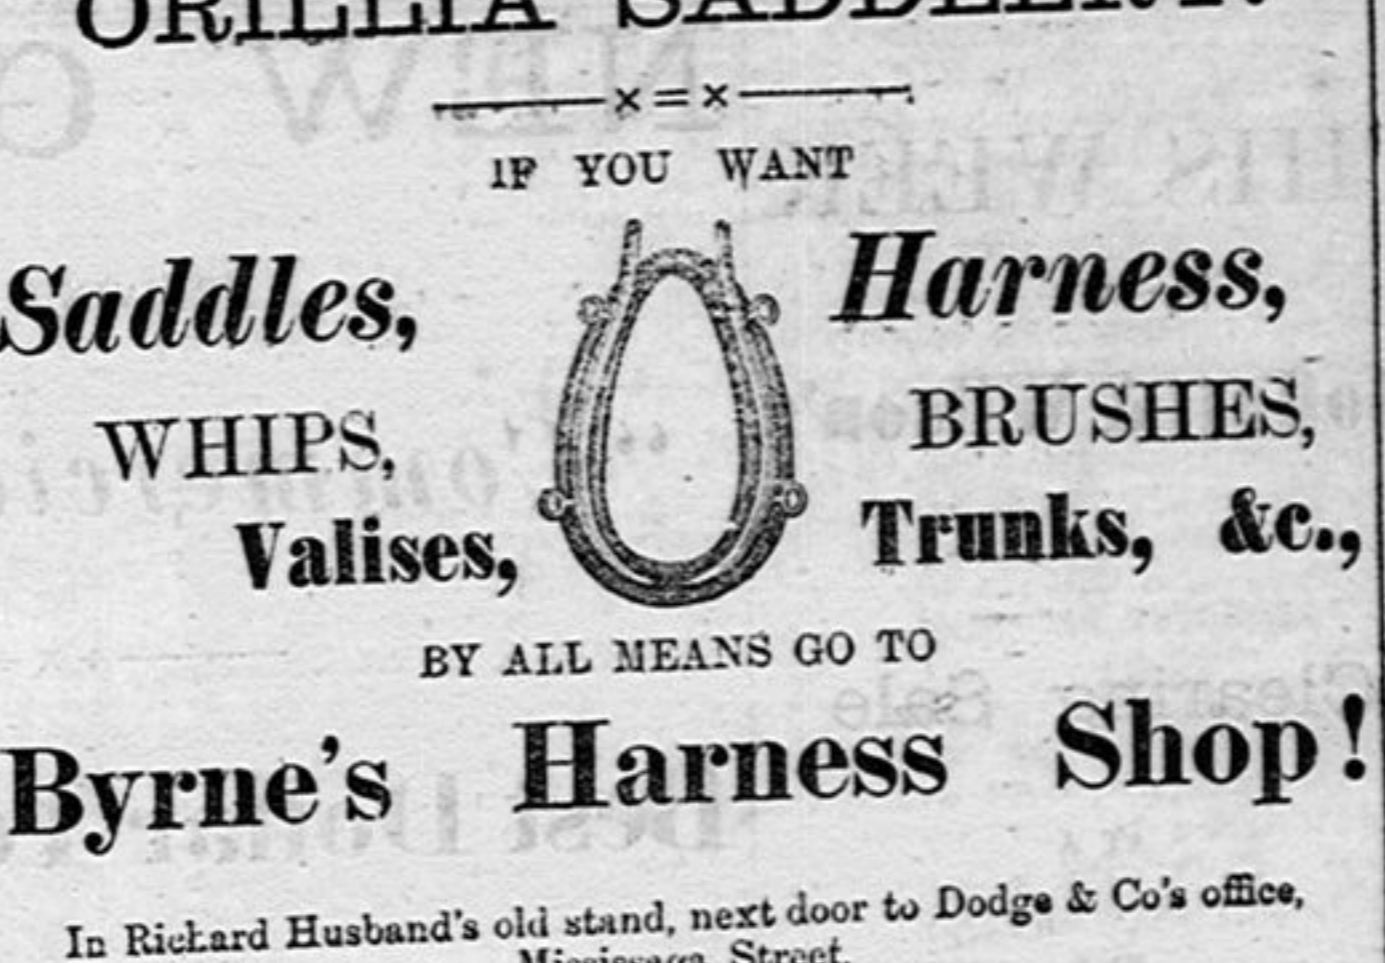 ORILLIA SADDLERY.
IF YOU WANT
Saddles, Harness,
WHIPS, BRUSHES,
Valises, Trunks, &c.,
BY ALL MEANS GO TO
Byrne's Harness Shop!
In Richard Husband's old stand, next door to Dodge & Co's office,
Mississaga Street.